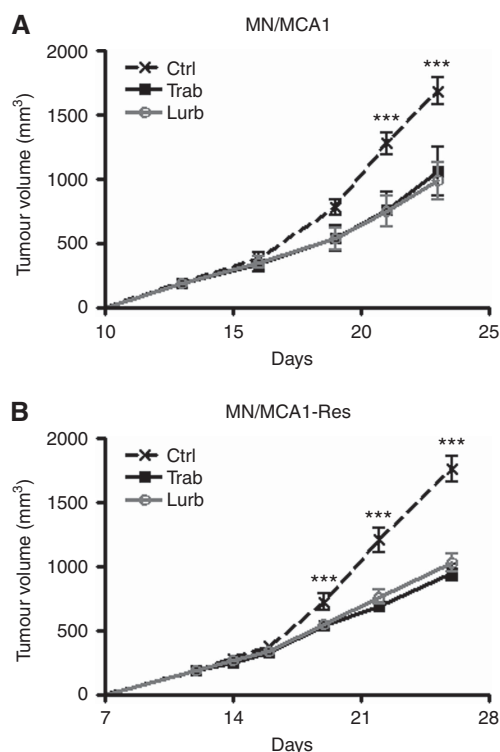 A
MN/MCA1
2000
1500
1000
500
0
Tumour volume (mm³)
Ctrl
Trab
Lurb
***
***
10
15
20
25
Days
B
MN/MCA1-Res
2000
1500
1000
500
0
Tumour volume (mm³)
Ctrl
Trab
Lurb
***
***
***
7
14
21
28
Days